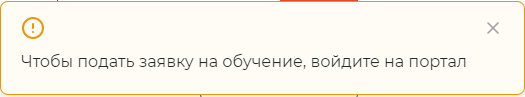 Чтобы подать заявку на обучение, войдите на портал